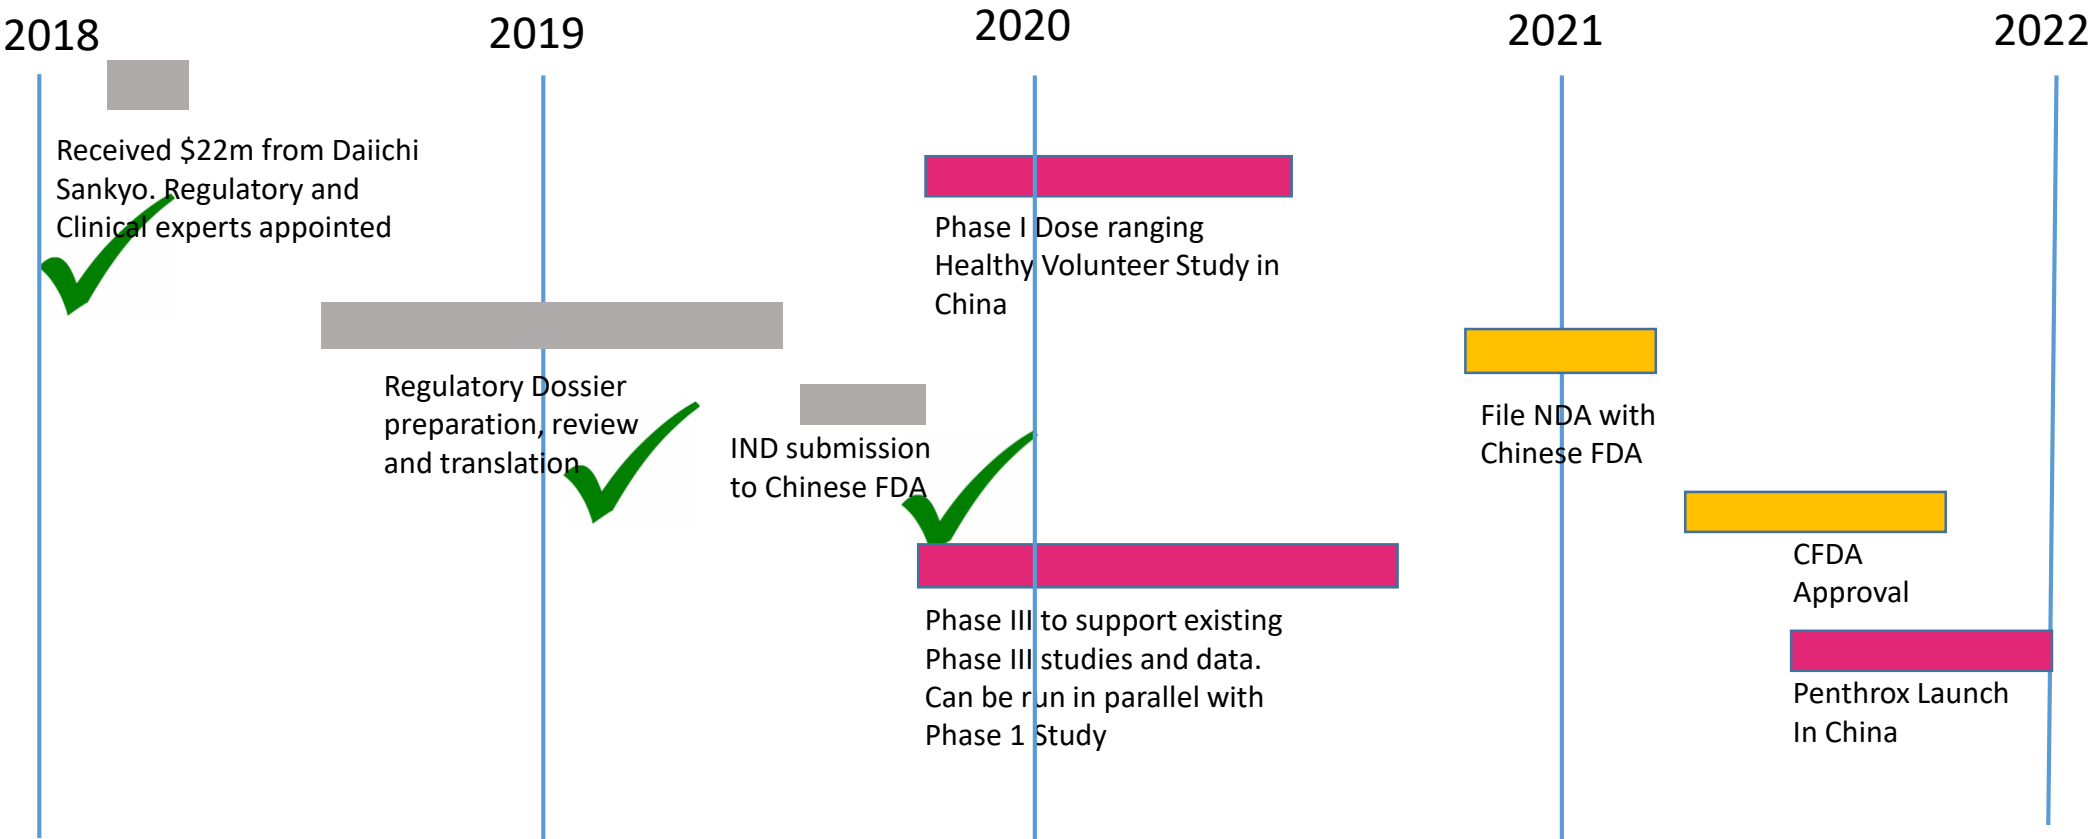 2018
2019
2020
2021
2022
Received $22m from Daiichi
Sankyo. Regulatory and
Clinical experts appointed
Regulatory Dossier
preparation, review
and translation
IND submission
to Chinese FDA
Phase I Dose ranging
Healthy Volunteer Study in
China
Phase III to support existing
Phase III studies and data.
Can be run in parallel with
Phase 1 Study
File NDA with
Chinese FDA
CFDA
Approval
Penthrox Launch
In China